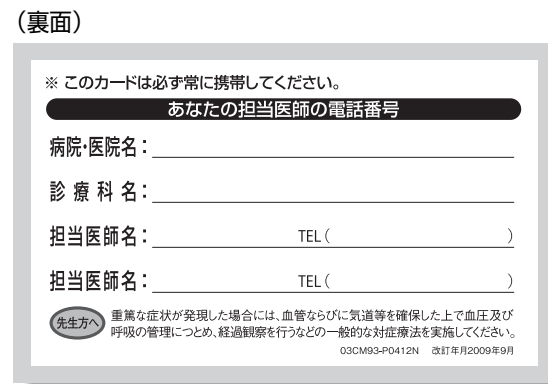 （裏面）
※ このカードは必ず常に携帯してください。
あなたの担当医師の電話番号
病院･医院名：
診 療 科 名：
担当医師名： TEL（ ）
担当医師名： TEL（ ）
先生方へ 重篤な症状が発現した場合には、血管ならびに気道等を確保した上で血圧及び
呼吸の管理につとめ、経過観察を行うなどの一般的な対症療法を実施してください。
03CM93-P0412N 改訂年月2009年9月